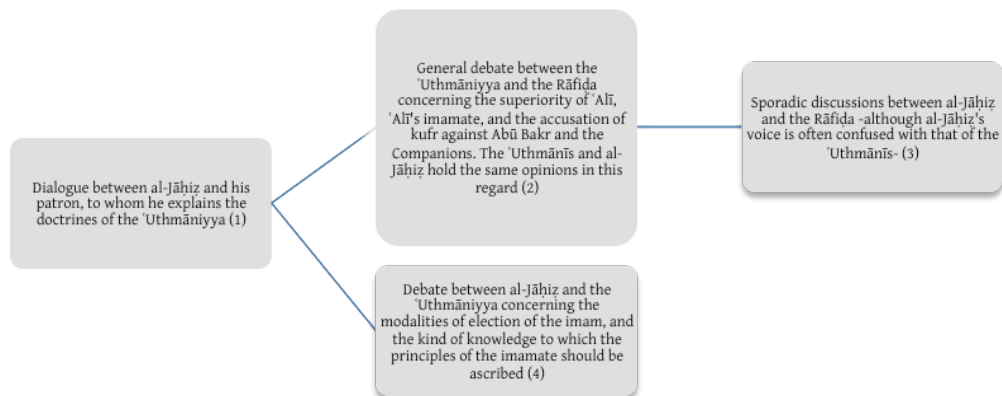 Dialogue between al-Jāḥiẓ and his
patron, to whom he explains the
doctrines of the ʿUthmāniyya (1)
General debate between the
ʿUthmāniyya and the Rāfiḍa
concerning the superiority of ʿAlī,
ʿAlī's imamate, and the accusation of
kufr against Abū Bakr and the
Companions. The ʿUthmānīs and al-
Jāḥiẓ hold the same opinions in this
regard (2)
Sporadic discussions between al-Jāḥiẓ
and the Rāfiḍa -although al-Jāḥiẓ's
voice is often confused with that of the
ʿUthmānīs- (3)
Debate between al-Jāḥiẓ and the
ʿUthmāniyya concerning the
modalities of election of the imam, and
the kind of knowledge to which the
principles of the imamate should be
ascribed (4)